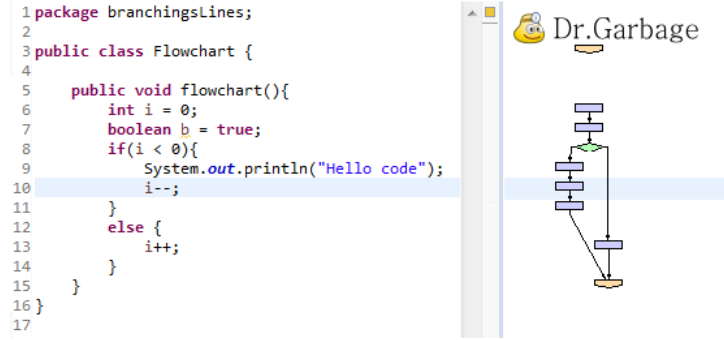 1 package branchingsLines;
2
3 public class Flowchart {
4
5 public void flowchart(){
6 int i = 0;
7 boolean b = true;
8 if(i < 0){
9 System.out.println("Hello code");
10 i--;
11 }
12 else {
13 i++;
14 }
15 }
16 }
17
Dr.Garbage